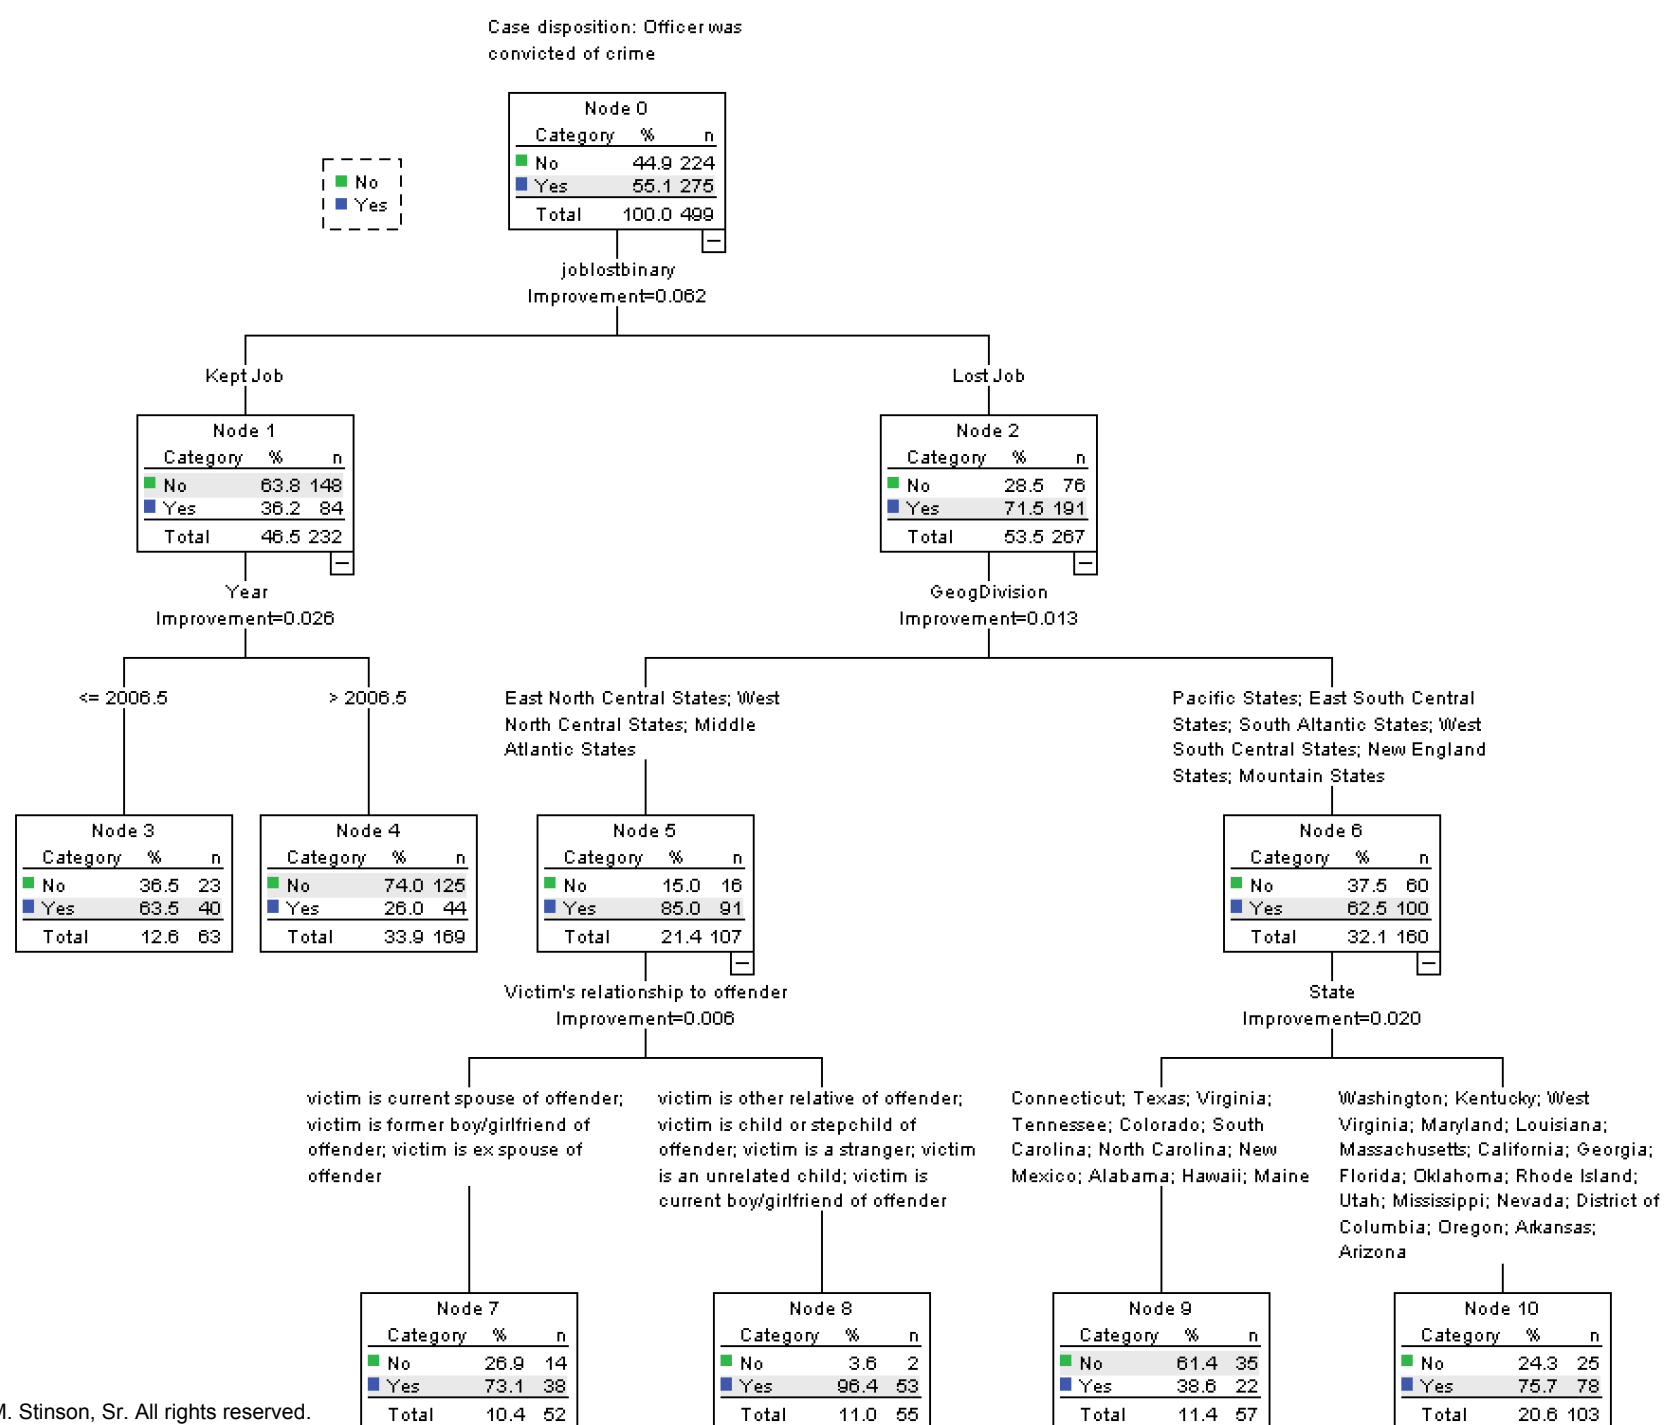 Case disposition: Officer was
convicted of crime
Node 0
Category % n
No 44.9 224
Yes 55.1 275
Total 100.0 499
No
Yes
joblostbinary
Improvement=0.062
Kept Job
Lost Job
Node 1
Category % n
No 63.8 148
Yes 36.2 84
Total 46.5 232
Node 2
Category % n
No 28.5 76
Yes 71.5 191
Total 53.5 267
Year
Improvement=0.026
GeogDivision
Improvement=0.013
<= 2006.5
> 2006.5
East North Central States; West
North Central States; Middle
Atlantic States
Pacific States; East South Central
States; South Altantic States; West
South Central States; New England
States; Mountain States
Node 3
Category % n
No 36.5 23
Yes 63.5 40
Total 12.6 63
Node 4
Category % n
No 74.0 125
Yes 26.0 44
Total 33.9 169
Node 5
Category % n
No 15.0 16
Yes 85.0 91
Total 21.4 107
Node 6
Category % n
No 37.5 60
Yes 62.5 100
Total 32.1 160
Victim's relationship to offender
Improvement=0.006
State
Improvement=0.020
victim is current spouse of offender;
victim is former boy/girlfriend of
offender; victim is ex spouse of
offender
victim is other relative of offender;
victim is child or stepchild of
offender; victim is a stranger; victim
is an unrelated child; victim is
current boy/girlfriend of offender
Connecticut; Texas; Virginia;
Tennessee; Colorado; South
Carolina; North Carolina; New
Mexico; Alabama; Hawaii; Maine
Washington; Kentucky; West
Virginia; Maryland; Louisiana;
Massachusetts; California; Georgia;
Florida; Oklahoma; Rhode Island;
Utah; Mississippi; Nevada; District of
Columbia; Oregon; Arkansas;
Arizona
Node 7
Category % n
No 26.9 14
Yes 73.1 38
Total 10.4 52
Node 8
Category % n
No 3.6 2
Yes 96.4 53
Total 11.0 55
Node 9
Category % n
No 61.4 35
Yes 38.6 22
Total 11.4 57
Node 10
Category % n
No 24.3 25
Yes 75.7 78
Total 20.6 103
M. Stinson, Sr. All rights reserved.